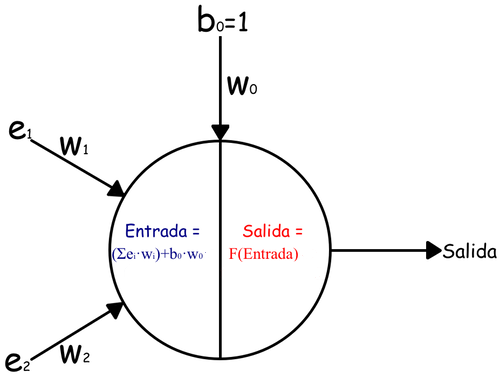 b₀=1
w₀
e₁
w₁
Entrada =
(Σeᵢ·wᵢ)+b₀·w₀
Salida =
F(Entrada)
Salida
e₂
w₂